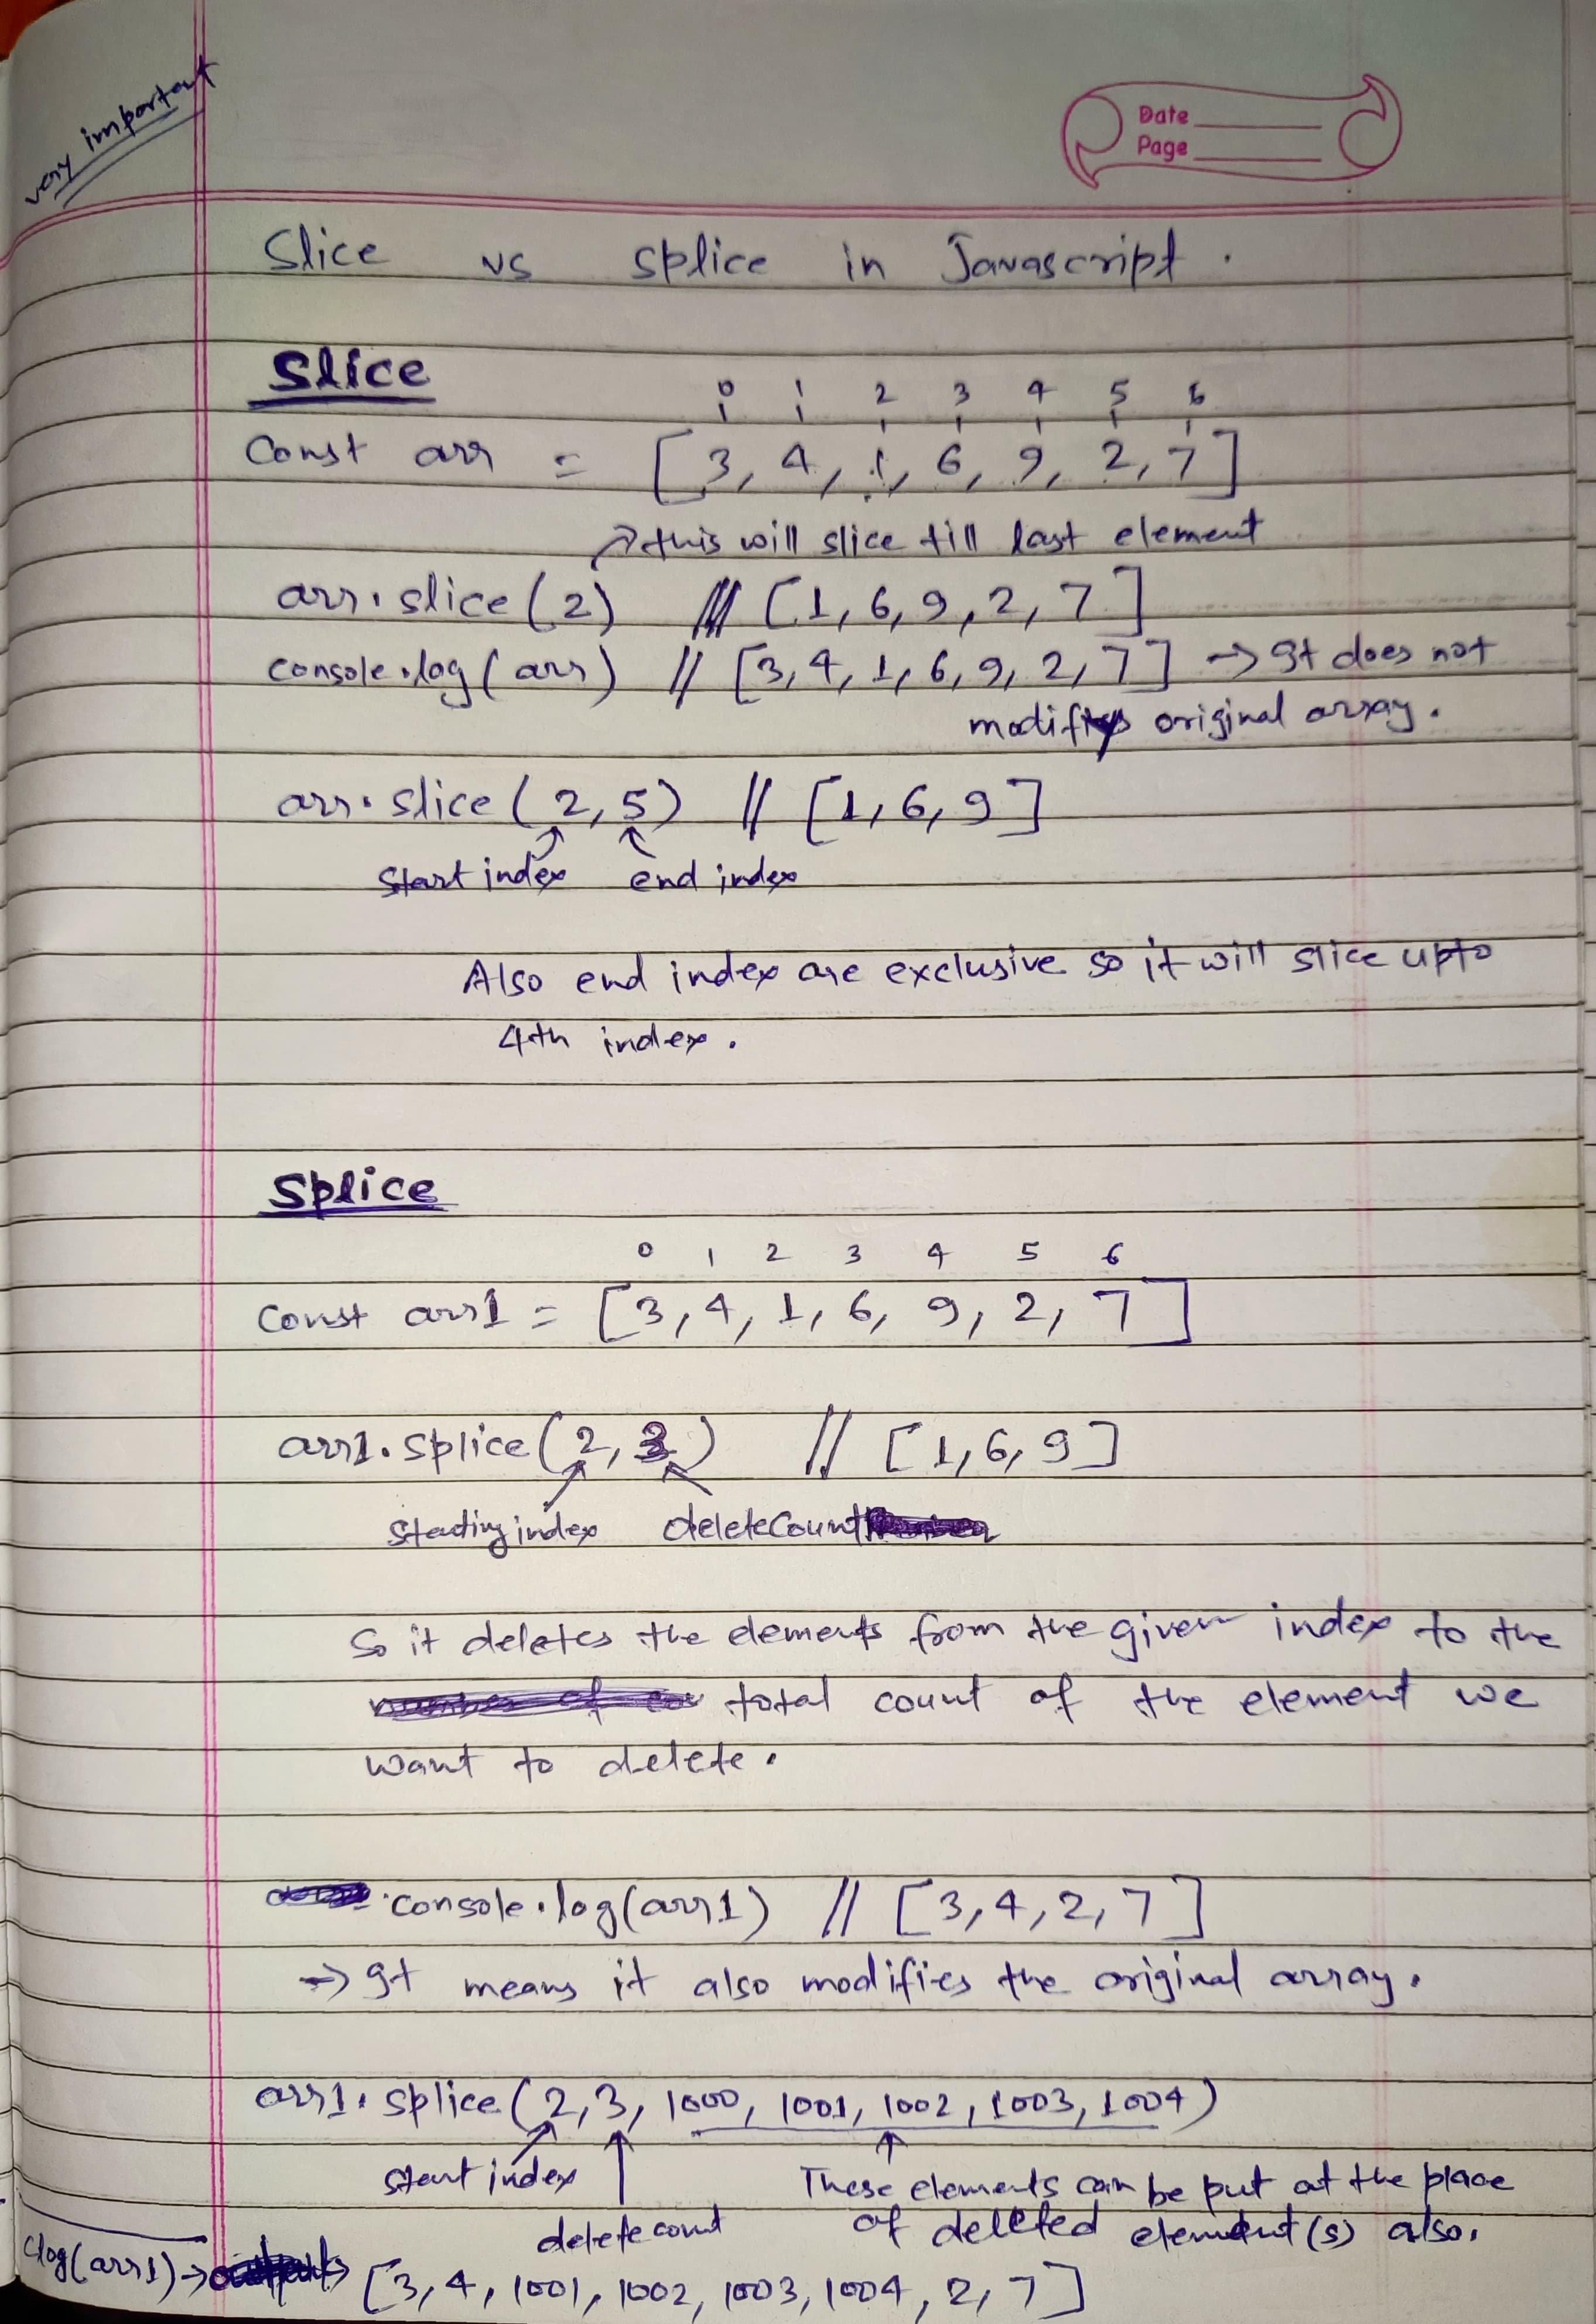 very important
Date
Page
Slice vs splice in Javascript.
Slice
0 1 2 3 4 5 6
Const arr = [3, 4, 1, 6, 9, 2, 7]
→ this will slice till last element
arr.slice(2) // [1, 6, 9, 2, 7]
console.log(arr) // [3, 4, 1, 6, 9, 2, 7] → It does not
modify original array.
arr.slice(2, 5) // [1, 6, 9]
start index end index
Also end index are exclusive so it will slice upto
4th index.
Splice
0 1 2 3 4 5 6
Const arr1 = [3, 4, 1, 6, 9, 2, 7]
arr1.splice(2, 3) // [1, 6, 9]
starting index deleteCount
So it deletes the elements from the given index to the
total count of the element we
want to delete.
console.log(arr1) // [3, 4, 2, 7]
→ It means it also modifies the original array.
arr1.splice(2, 3, 1000, 1001, 1002, 1003, 1004)
start index These elements can be put at the place
delete count of deleted element(s) also.
clog(arr1) → [3, 4, 1001, 1002, 1003, 1004, 2, 7]